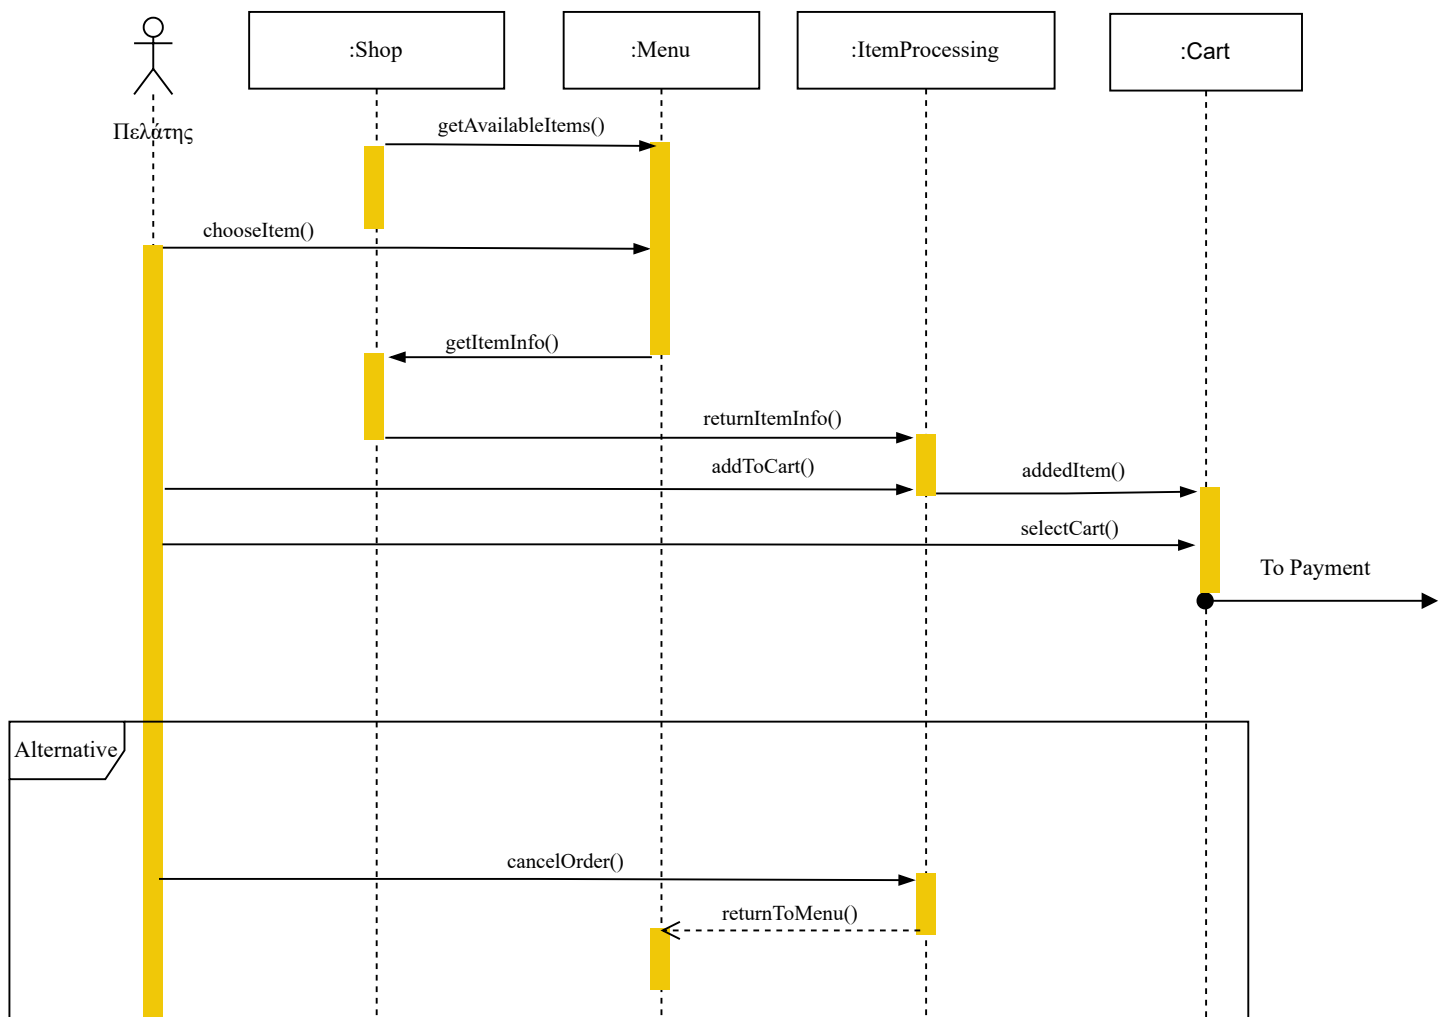 :Shop
:Menu
:ItemProcessing
:Cart
Πελάτης
getAvailableItems()
chooseItem()
getItemInfo()
returnItemInfo()
addToCart()
addedItem()
selectCart()
To Payment
Alternative
cancelOrder()
returnToMenu()